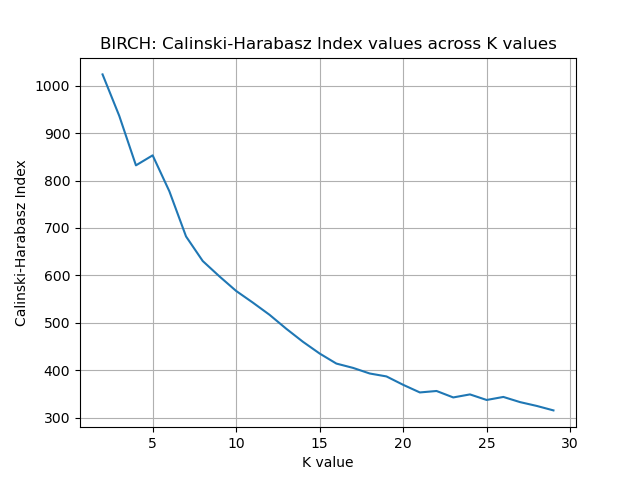 BIRCH: Calinski-Harabasz Index values across K values
1000
900
800
700
600
500
400
300
Calinski-Harabasz Index
5 10 15 20 25 30
K value